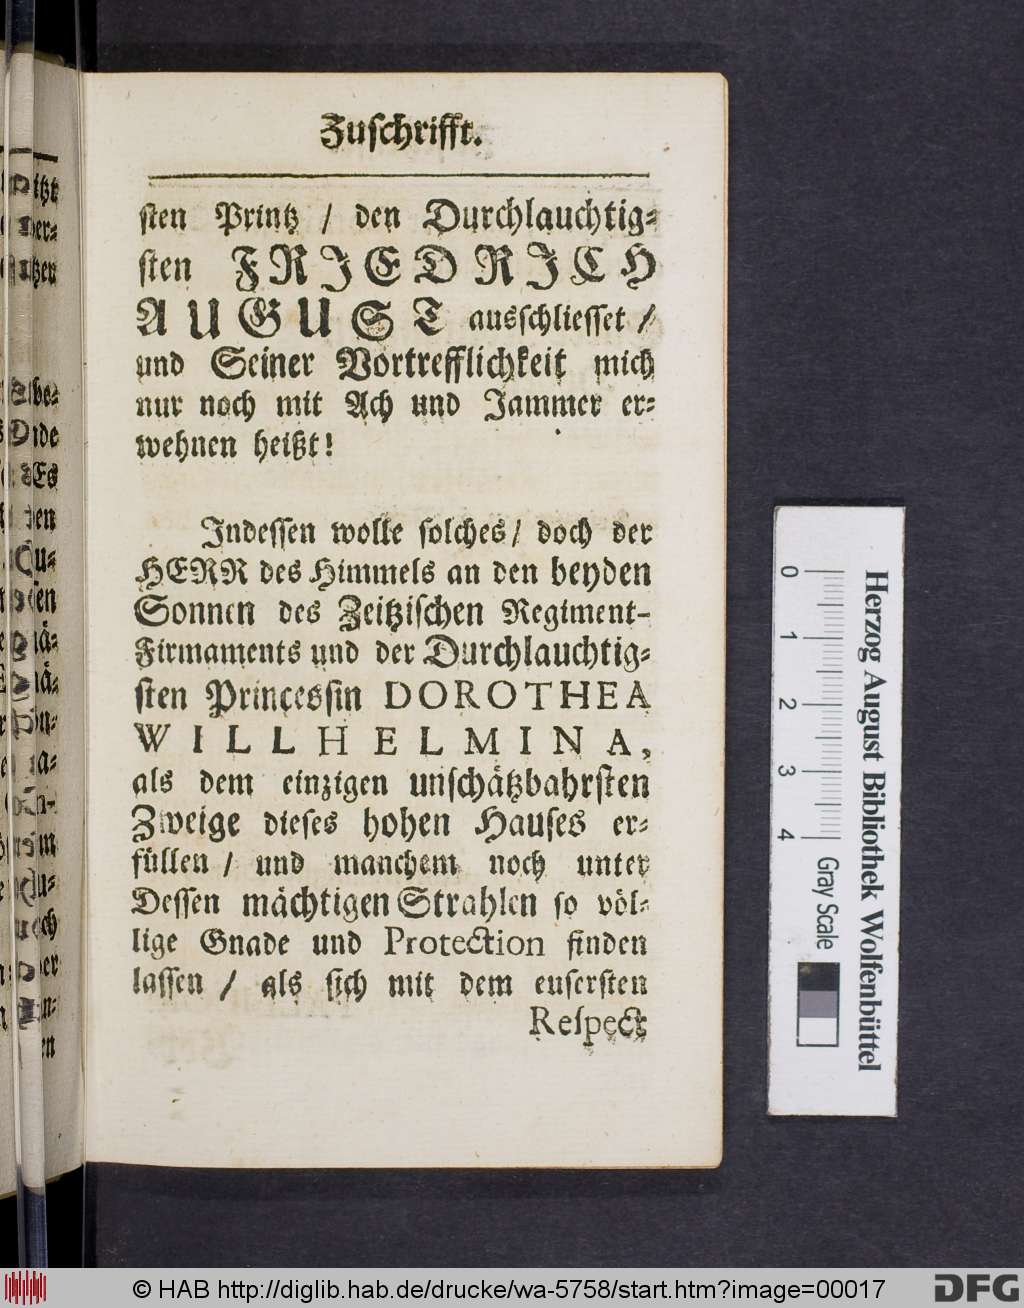 Zuschrifft.
sten Printz / den Durchlauchtig-
sten FRIEDRICH
AUGUST ausschliesset /
und Seiner Vortrefflichkeit mich
nur noch mit Ach und Jammer er-
wehnen heißt!
Indessen wolle solches / doch der
HERR des Himmels an den beyden
Sonnen des Zeitzischen Regiment-
Firmaments und der Durchlauchtig-
sten Princessin DOROTHEA
WILLHELMINA,
als dem einzigen unschätzbahrsten
Zweige dieses hohen Hauses er-
füllen / und manchem noch unter
Dessen mächtigen Strahlen so völ-
lige Gnade und Protection finden
lassen / als sich mit dem eusersten
Respect
0 1 2 3 4
Gray Scale
Herzog August Bibliothek Wolfenbüttel
© HAB http://diglib.hab.de/drucke/wa-5758/start.htm?image=00017
DFG